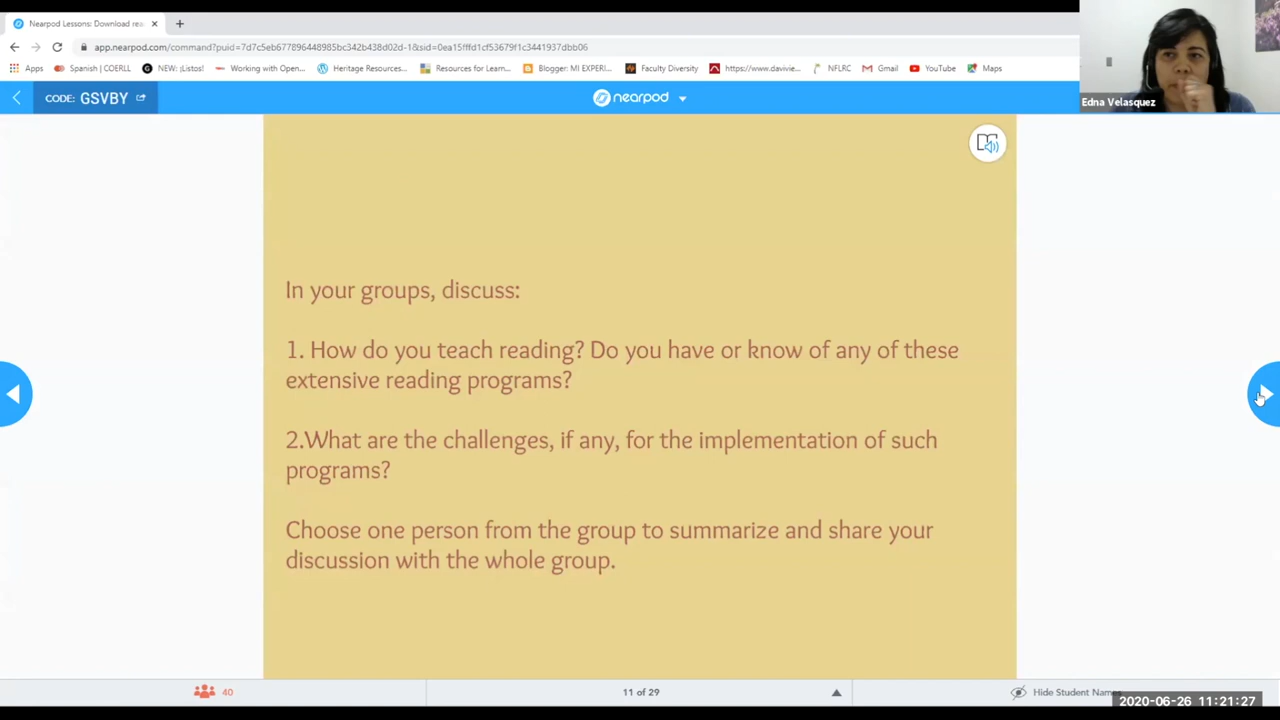 Nearpod Lessons: Download rea
app.nearpod.com/command?puid=7d7c5eb677896448985bc342b438d02d-1&sid=0ea15fffd1cf53679f1c3441937dbb06
Apps Spanish | COERLL NEW: ¡Listos! Working with Open... Heritage Resources... Resources for Learn... Blogger: MI EXPERI... Faculty Diversity https://www.davivie... NFLRC Gmail YouTube Maps
Edna Velasquez
CODE: GSVBY
nearpod
In your groups, discuss:
1. How do you teach reading? Do you have or know of any of these
extensive reading programs?
2.What are the challenges, if any, for the implementation of such
programs?
Choose one person from the group to summarize and share your
discussion with the whole group.
40
11 of 29
Hide Student Names
2020-06-26 11:21:27